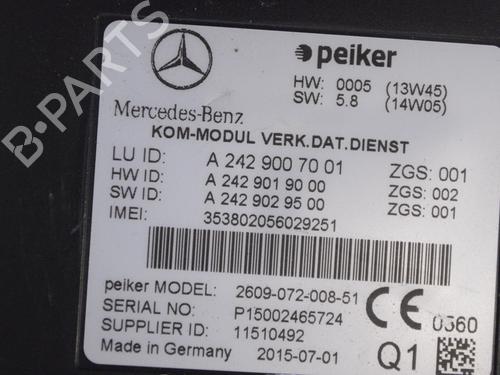 B-PARTS
peiker
HW: 0005 (13W45)
SW: 5.8 (14W05)
Mercedes-Benz
KOM-MODUL VERK.DAT.DIENST
LU ID: A 242 900 70 01 ZGS: 001
HW ID: A 242 901 90 00 ZGS: 002
SW ID: A 242 902 95 00 ZGS: 001
IMEI: 353802056029251
peiker MODEL: 2609-072-008-51
SERIAL NO: P15002465724
CE 0560
SUPPLIER ID: 11510492
Made in Germany 2015-07-01 Q1